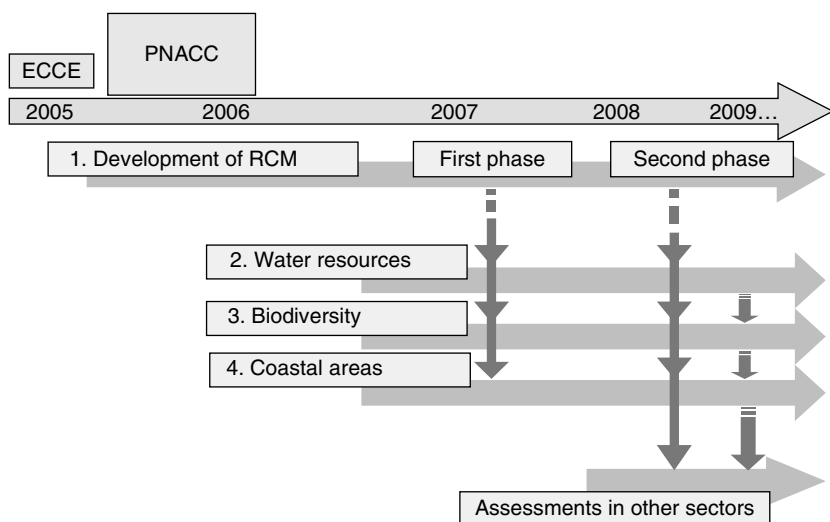 ECCE
PNACC
2005 2006 2007 2008 2009…
1. Development of RCM First phase Second phase
2. Water resources
3. Biodiversity
4. Coastal areas
Assessments in other sectors